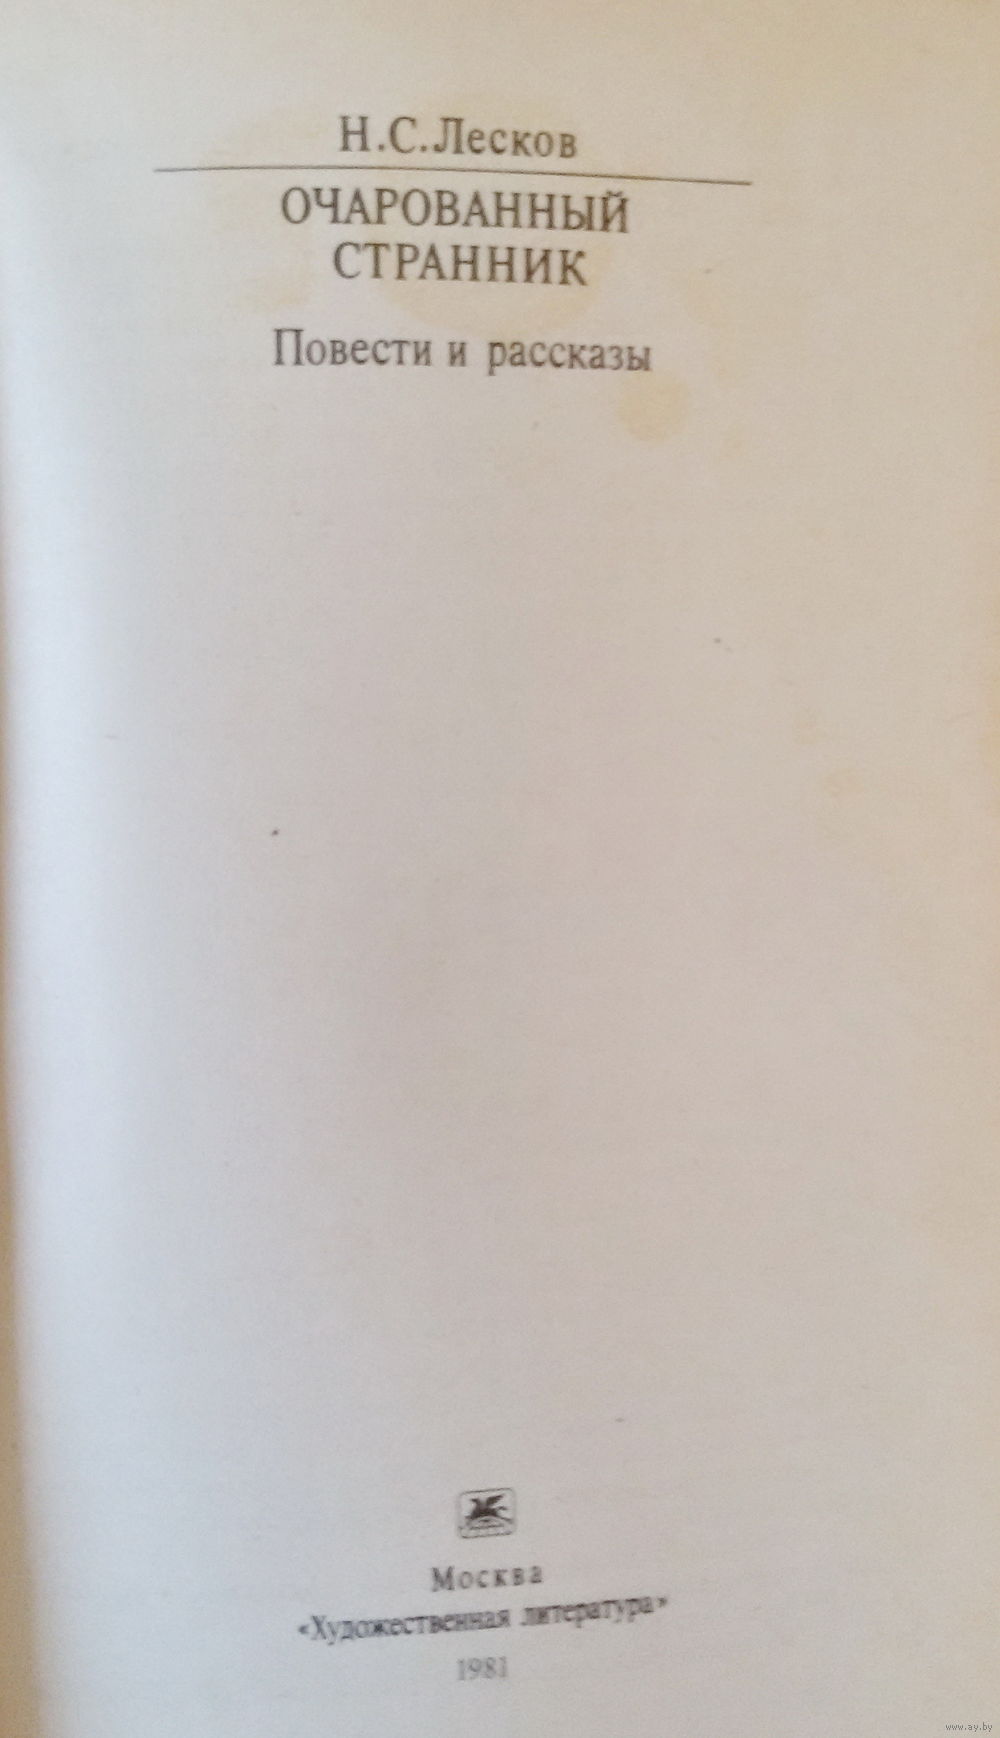 Н.С.Лесков
ОЧАРОВАННЫЙ
СТРАННИК
Повести и рассказы
Москва
«Художественная литература»
1981
www.ay.by